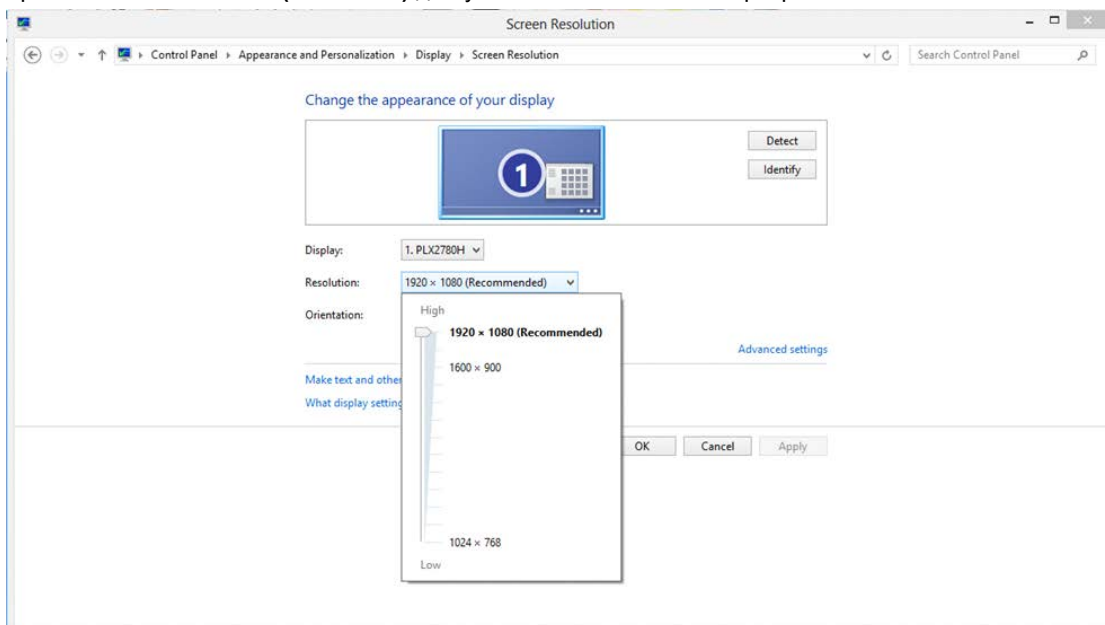 Screen Resolution
Control Panel ▸ Appearance and Personalization ▸ Display ▸ Screen Resolution
Search Control Panel
Change the appearance of your display
1
Detect
Identify
Display: 1. PLX2780H
Resolution: 1920 × 1080 (Recommended)
Orientation:
High
1920 × 1080 (Recommended)
Advanced settings
1600 × 900
Make text and other
What display setting
OK Cancel Apply
1024 × 768
Low